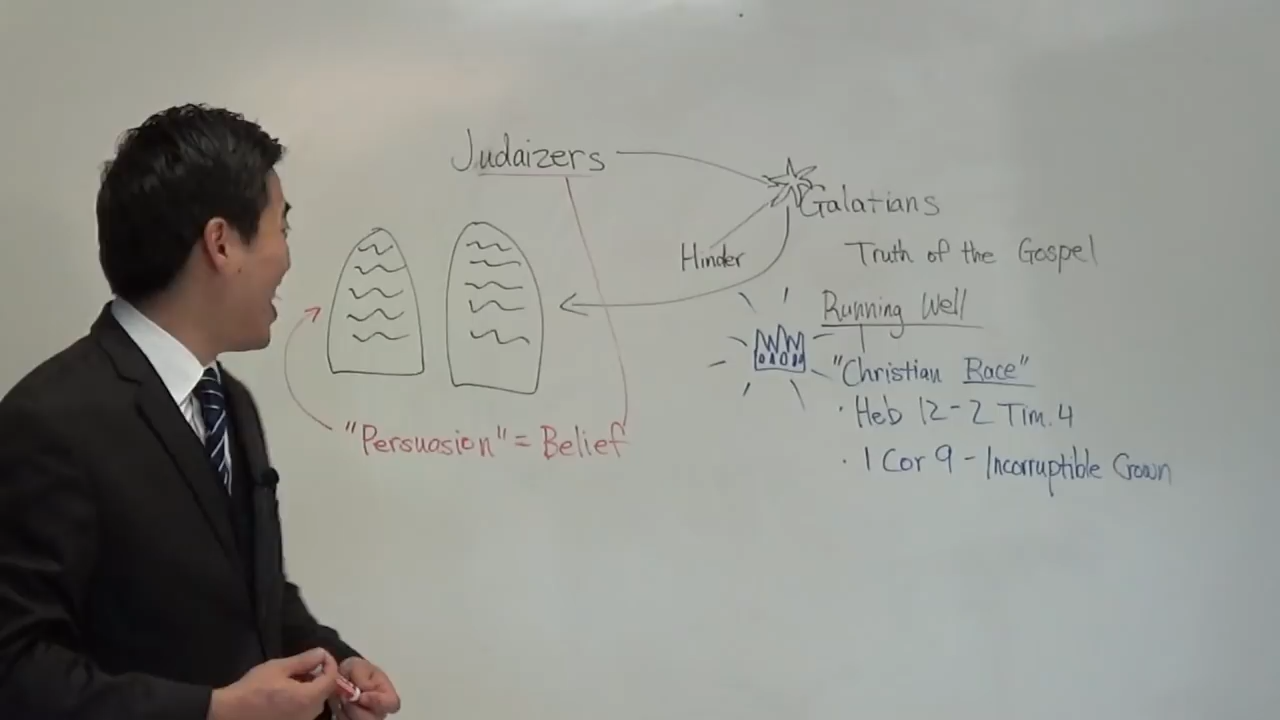 Judaizers
Galatians
Hinder
Truth of the Gospel
Running Well
"Christian Race"
· Heb 12 - 2 Tim. 4
· 1 Cor 9 - Incorruptible Crown
"Persuasion" = Belief